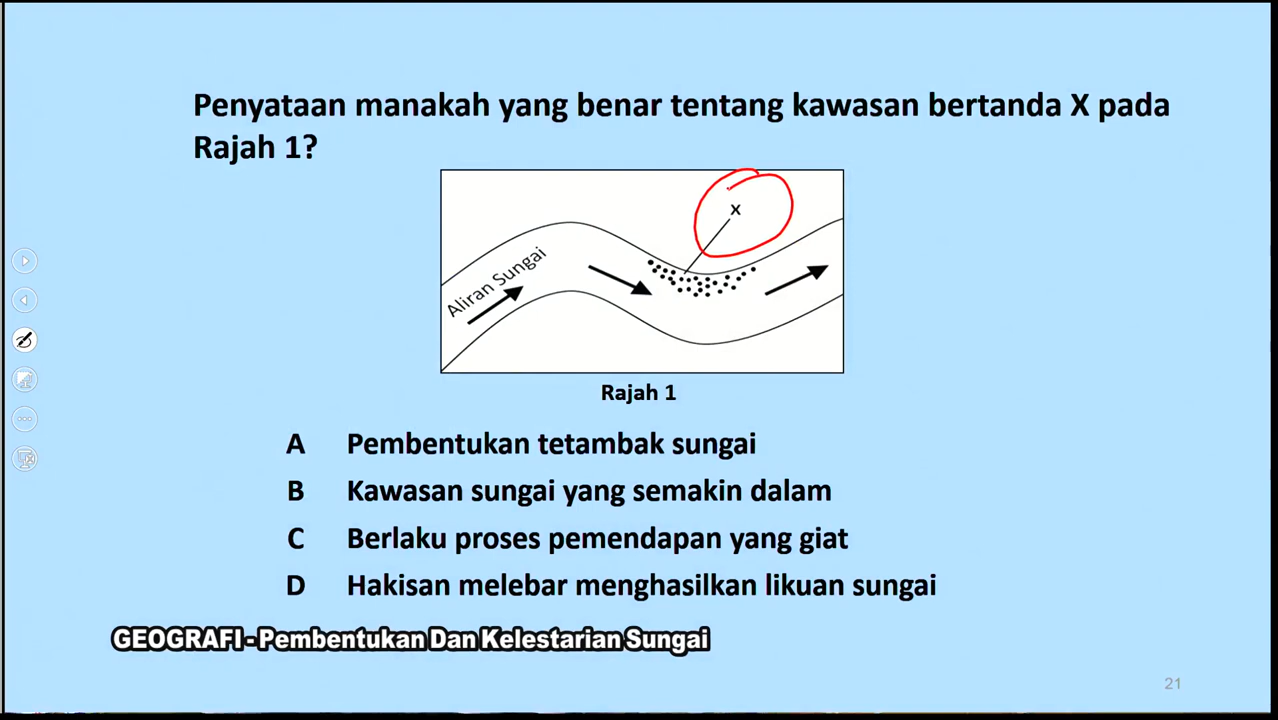 Penyataan manakah yang benar tentang kawasan bertanda X pada
Rajah 1?
X
Aliran Sungai
Rajah 1
A Pembentukan tetambak sungai
B Kawasan sungai yang semakin dalam
C Berlaku proses pemendapan yang giat
D Hakisan melebar menghasilkan likuan sungai
GEOGRAFI - Pembentukan Dan Kelestarian Sungai
21